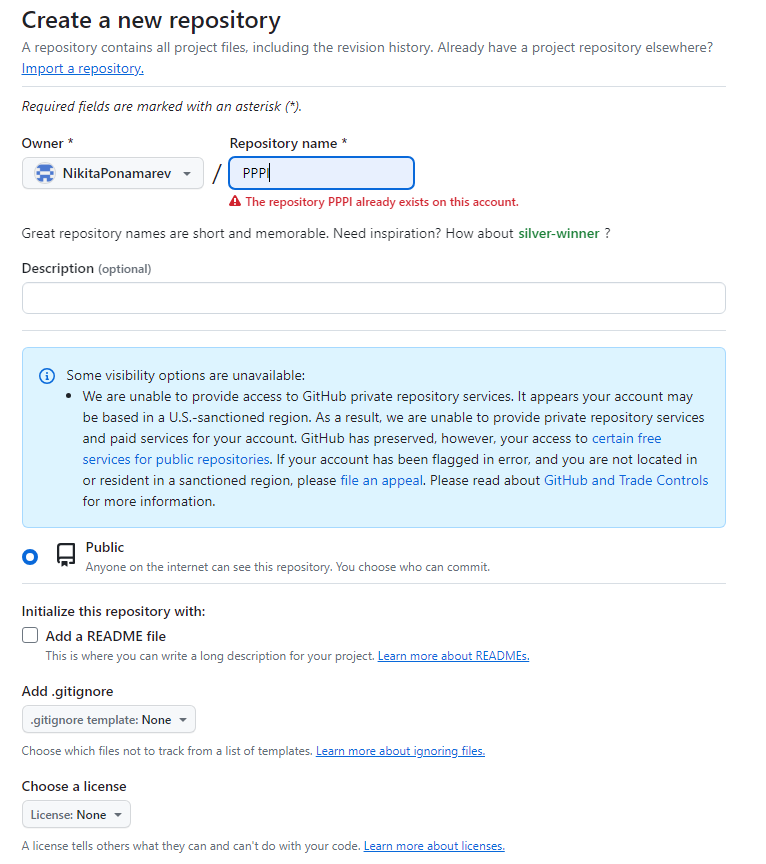 Create a new repository
A repository contains all project files, including the revision history. Already have a project repository elsewhere?
Import a repository.
Required fields are marked with an asterisk (*).
Owner * Repository name *
NikitaPonamarev / PPPI
The repository PPPI already exists on this account.
Great repository names are short and memorable. Need inspiration? How about silver-winner ?
Description (optional)
Some visibility options are unavailable:
• We are unable to provide access to GitHub private repository services. It appears your account may
be based in a U.S.-sanctioned region. As a result, we are unable to provide private repository services
and paid services for your account. GitHub has preserved, however, your access to certain free
services for public repositories. If your account has been flagged in error, and you are not located in
or resident in a sanctioned region, please file an appeal. Please read about GitHub and Trade Controls
for more information.
Public
Anyone on the internet can see this repository. You choose who can commit.
Initialize this repository with:
Add a README file
This is where you can write a long description for your project. Learn more about READMEs.
Add .gitignore
.gitignore template: None
Choose which files not to track from a list of templates. Learn more about ignoring files.
Choose a license
License: None
A license tells others what they can and can't do with your code. Learn more about licenses.